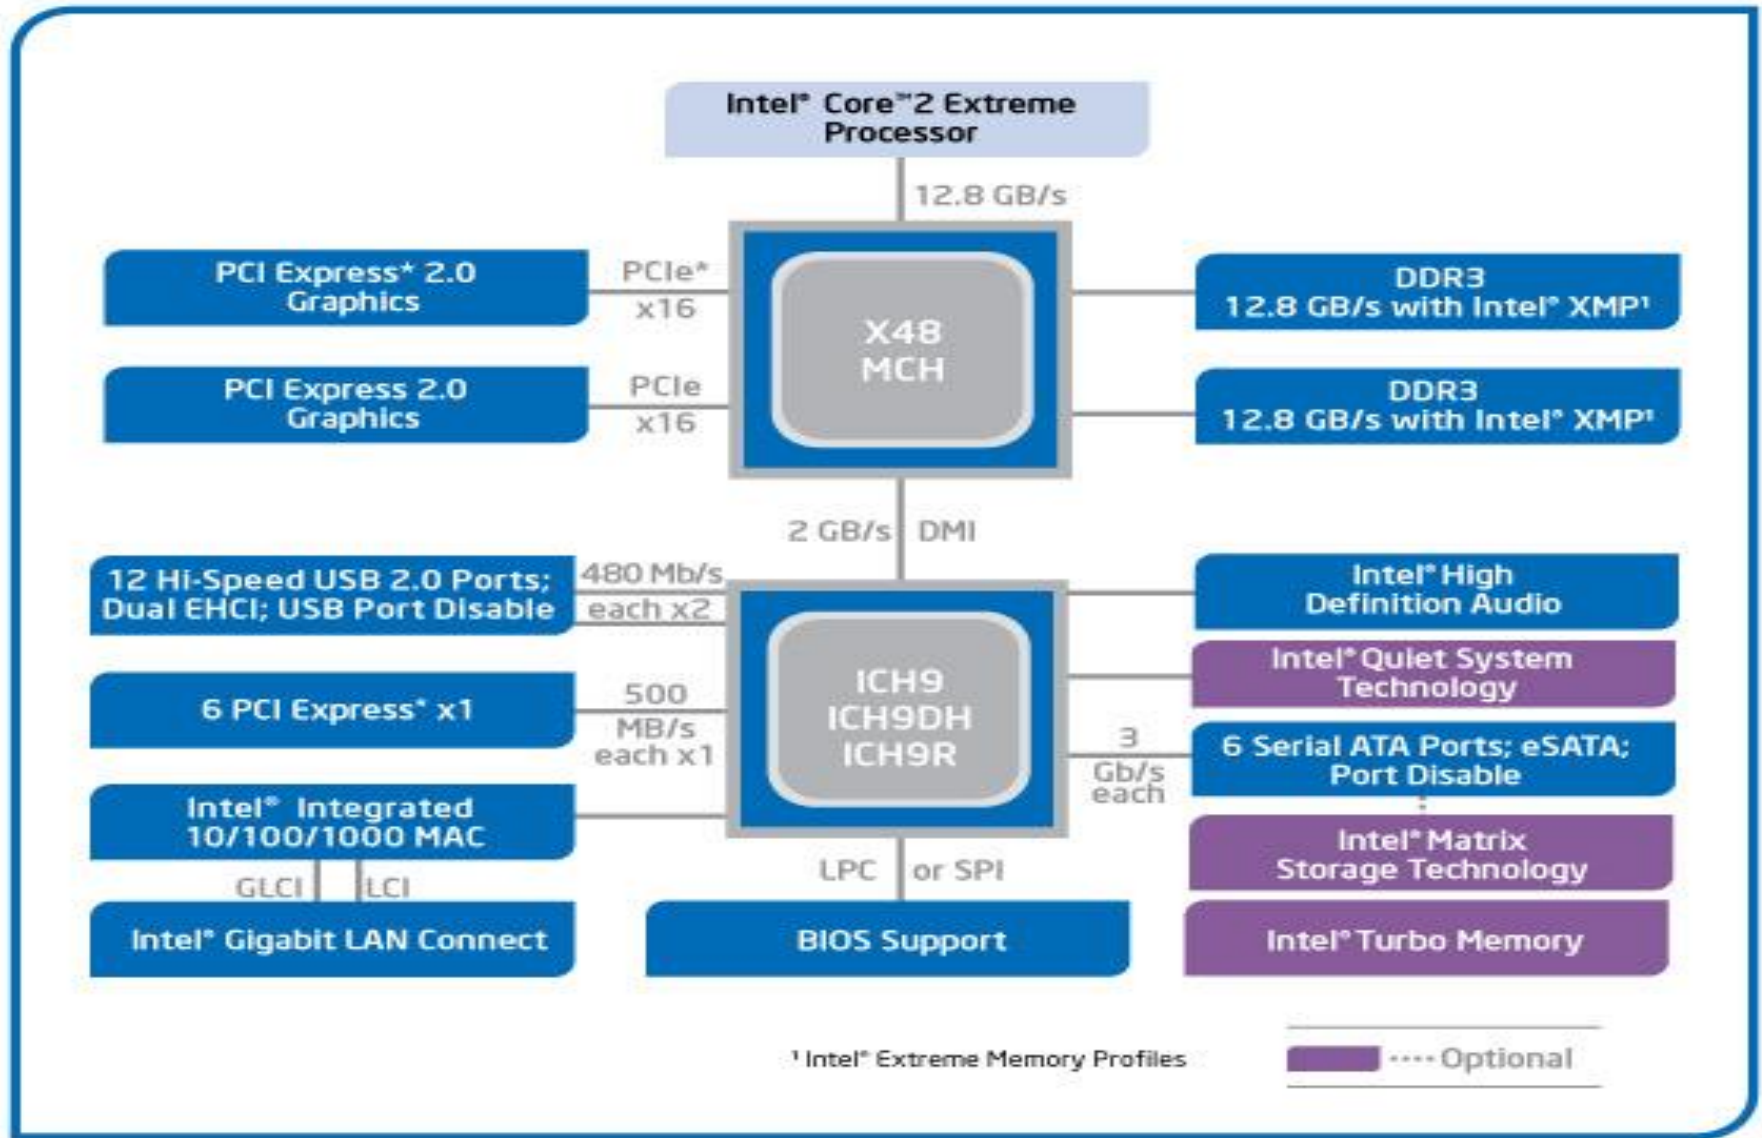 Intel® Core™2 Extreme
Processor
12.8 GB/s
PCI Express* 2.0
Graphics
PCIe*
x16
X48
MCH
DDR3
12.8 GB/s with Intel® XMP¹
PCI Express 2.0
Graphics
PCIe
x16
DDR3
12.8 GB/s with Intel® XMP¹
2 GB/s DMI
12 Hi-Speed USB 2.0 Ports;
Dual EHCI; USB Port Disable
480 Mb/s
each x2
ICH9
ICH9DH
ICH9R
Intel® High
Definition Audio
Intel® Quiet System
Technology
6 PCI Express* x1
500
MB/s
each x1
3
Gb/s
each
6 Serial ATA Ports; eSATA;
Port Disable
Intel® Integrated
10/100/1000 MAC
Intel® Matrix
Storage Technology
GLCI LCI
LPC or SPI
Intel® Gigabit LAN Connect
BIOS Support
Intel® Turbo Memory
¹ Intel® Extreme Memory Profiles
Optional